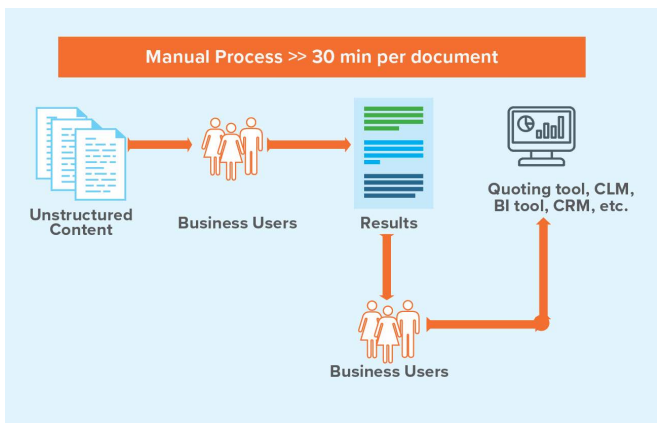 Manual Process >> 30 min per document
Unstructured
Content
Business Users
Results
Quoting tool, CLM,
BI tool, CRM, etc.
Business Users